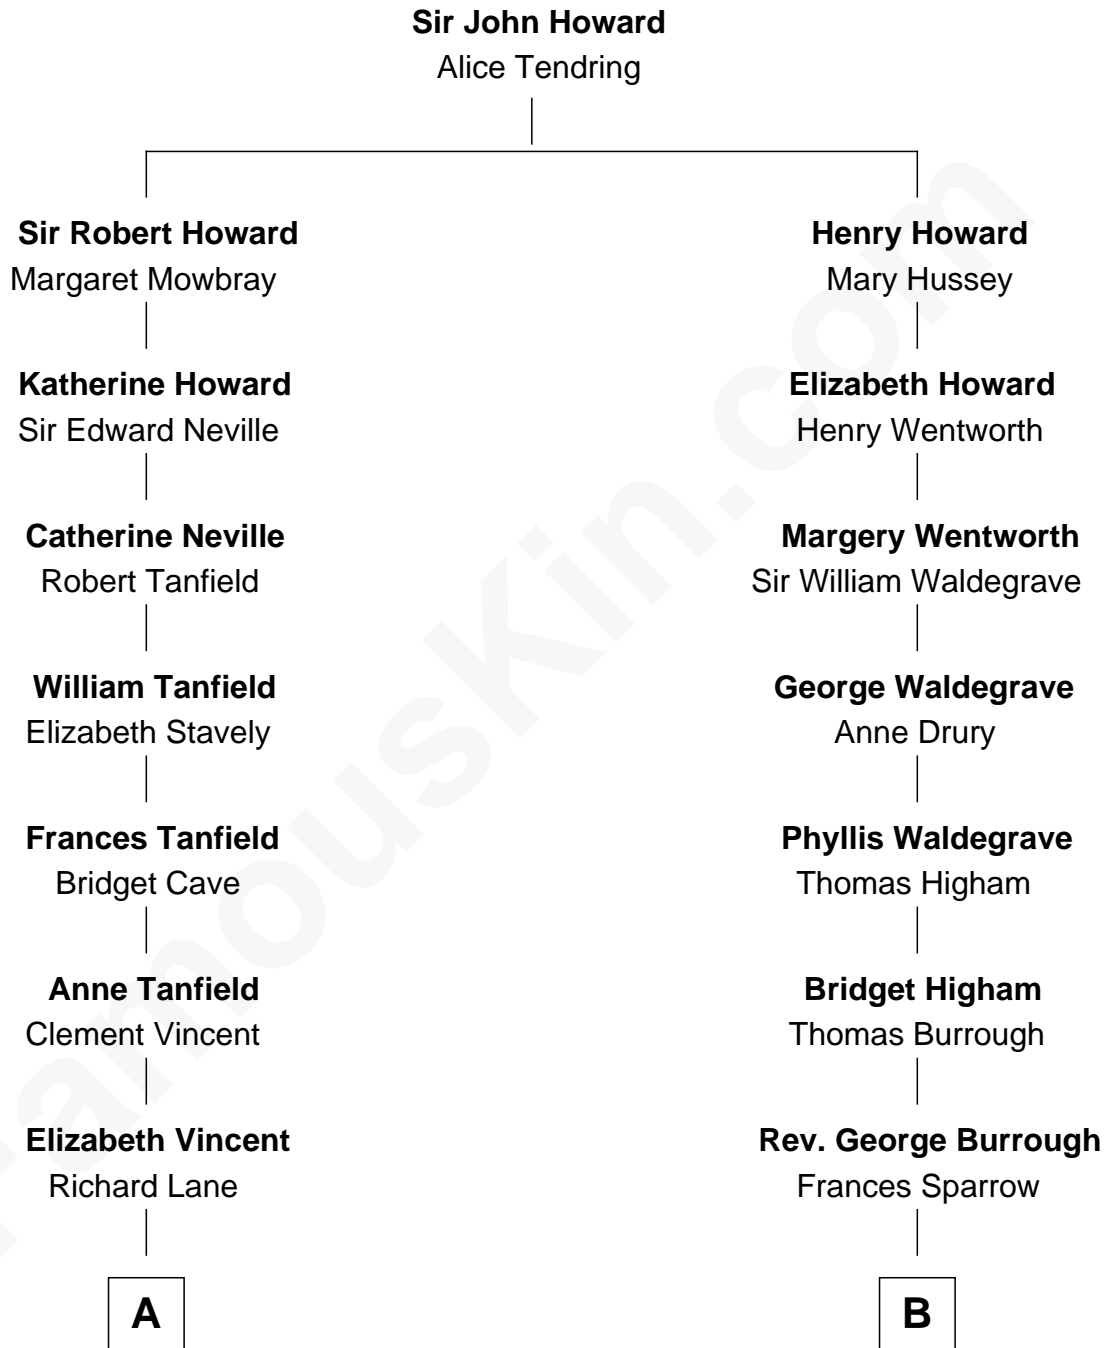 Sir John Howard
Alice Tendring
Sir Robert Howard
Margaret Mowbray
Henry Howard
Mary Hussey
Katherine Howard
Sir Edward Neville
Elizabeth Howard
Henry Wentworth
Catherine Neville
Robert Tanfield
Margery Wentworth
Sir William Waldegrave
William Tanfield
Elizabeth Stavely
George Waldegrave
Anne Drury
Frances Tanfield
Bridget Cave
Phyllis Waldegrave
Thomas Higham
Anne Tanfield
Clement Vincent
Bridget Higham
Thomas Burrough
Elizabeth Vincent
Richard Lane
Rev. George Burrough
Frances Sparrow
A
B
FamousKin.com